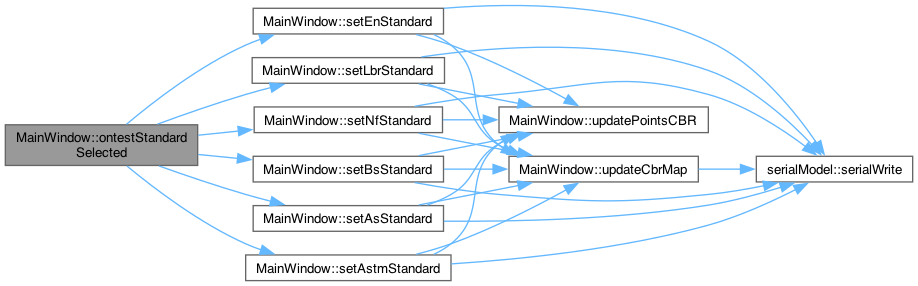 MainWindow::ontestStandard
Selected
MainWindow::setEnStandard
MainWindow::setLbrStandard
MainWindow::setNfStandard
MainWindow::setBsStandard
MainWindow::setAsStandard
MainWindow::setAstmStandard
MainWindow::updatePointsCBR
MainWindow::updateCbrMap
serialModel::serialWrite